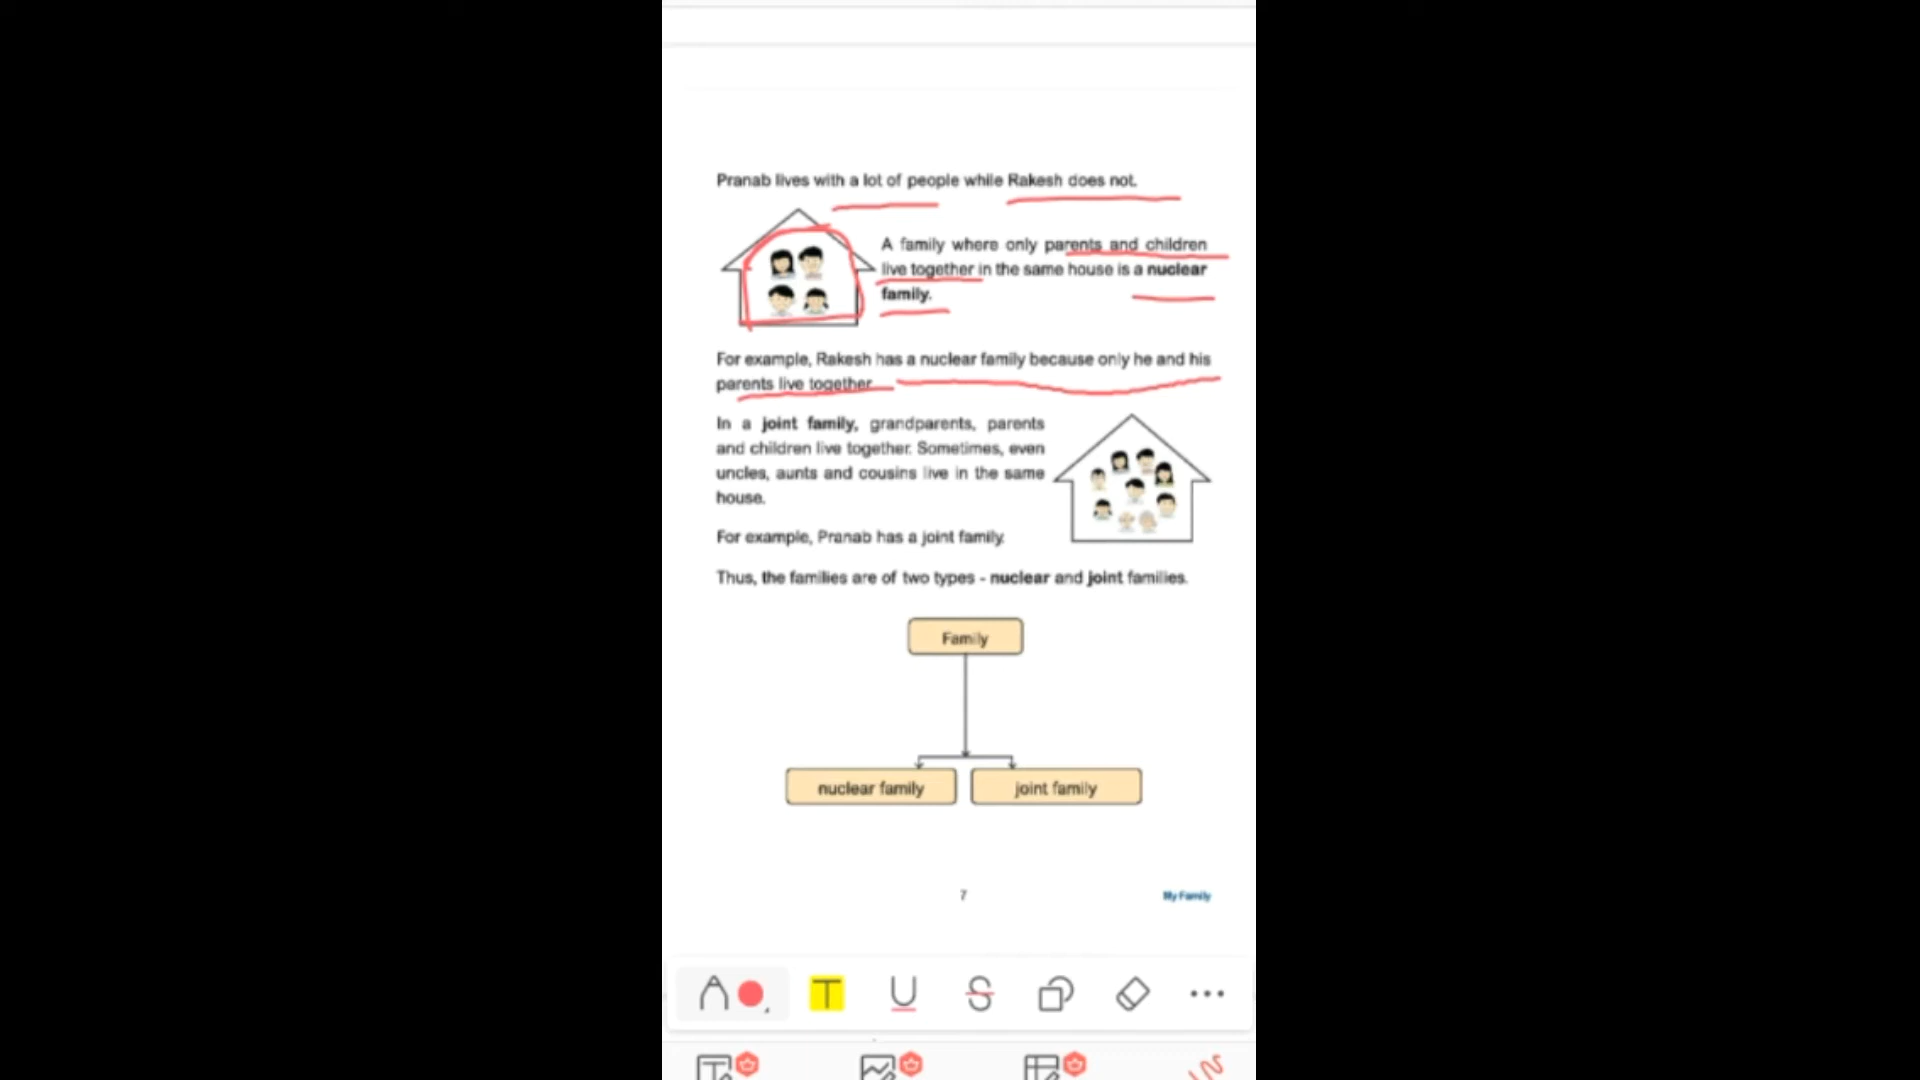 Pranab lives with a lot of people while Rakesh does not.
A family where only parents and children
live together in the same house is a nuclear
family.
For example, Rakesh has a nuclear family because only he and his
parents live together.
In a joint family, grandparents, parents
and children live together. Sometimes, even
uncles, aunts and cousins live in the same
house.
For example, Pranab has a joint family.
Thus, the families are of two types - nuclear and joint families.
Family
nuclear family
joint family
7
My Family